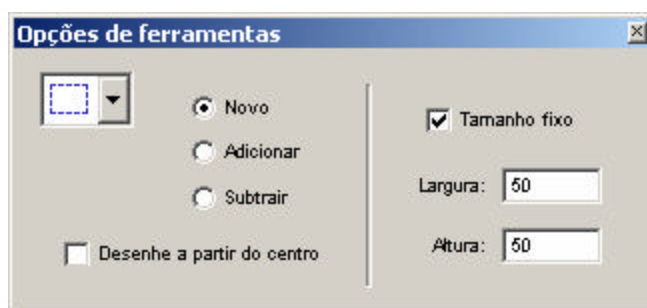 Opções de ferramentas
Novo
Adicionar
Subtrair
Desenhe a partir do centro
Tamanho fixo
Largura: 50
Altura: 50